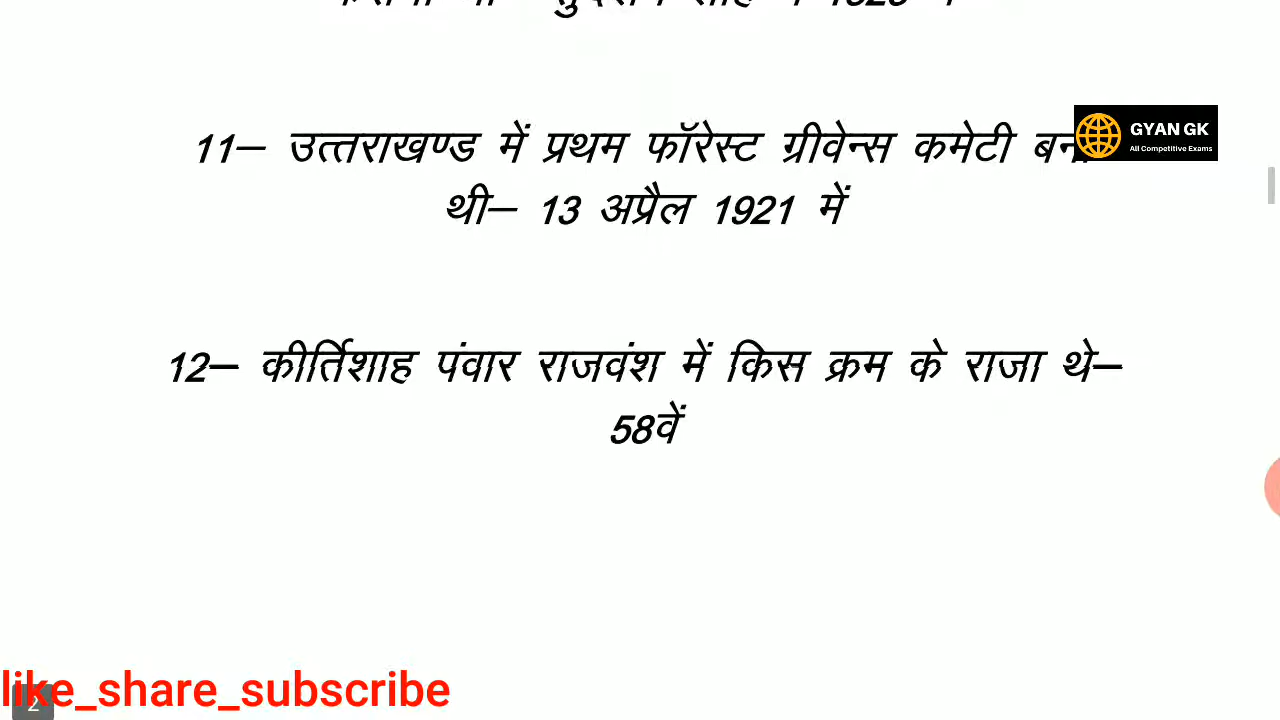 11– उत्तराखण्ड में प्रथम फॉरेस्ट ग्रीवेन्स कमेटी
थी– 13 अप्रैल 1921 में
12– कीर्तिशाह पंवार राजवंश में किस क्रम के राजा थे–
58वें
GYAN GK
All Competitive Exams
like_share_subscribe
2